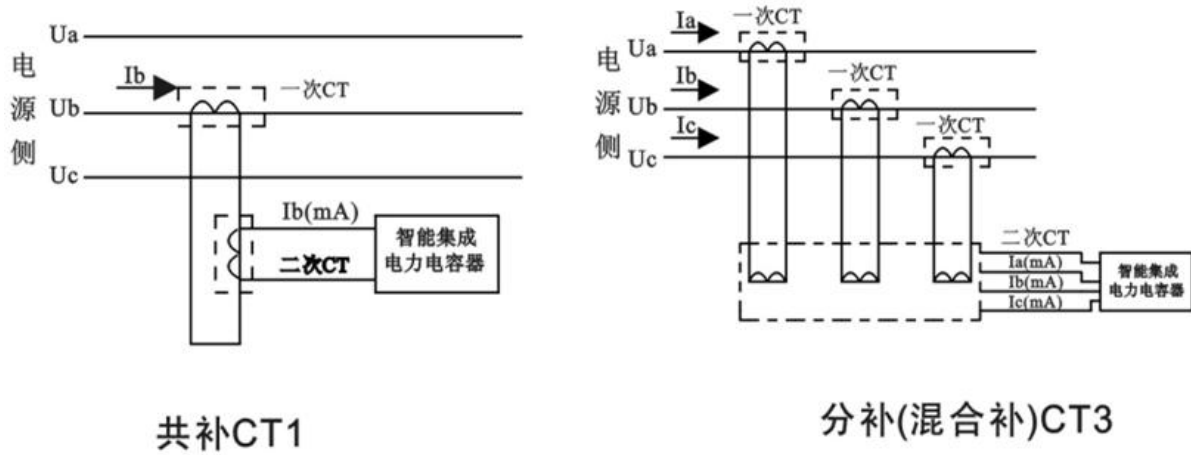 电源侧
Ua
Ib
一次CT
Ub
Uc
Ib(mA)
二次CT
智能集成
电力电容器
共补CT1
电源侧
Ia
一次CT
Ua
Ib
一次CT
Ub
Ic
一次CT
Uc
二次CT
Ia(mA)
Ib(mA)
Ic(mA)
智能集成
电力电容器
分补(混合补)CT3